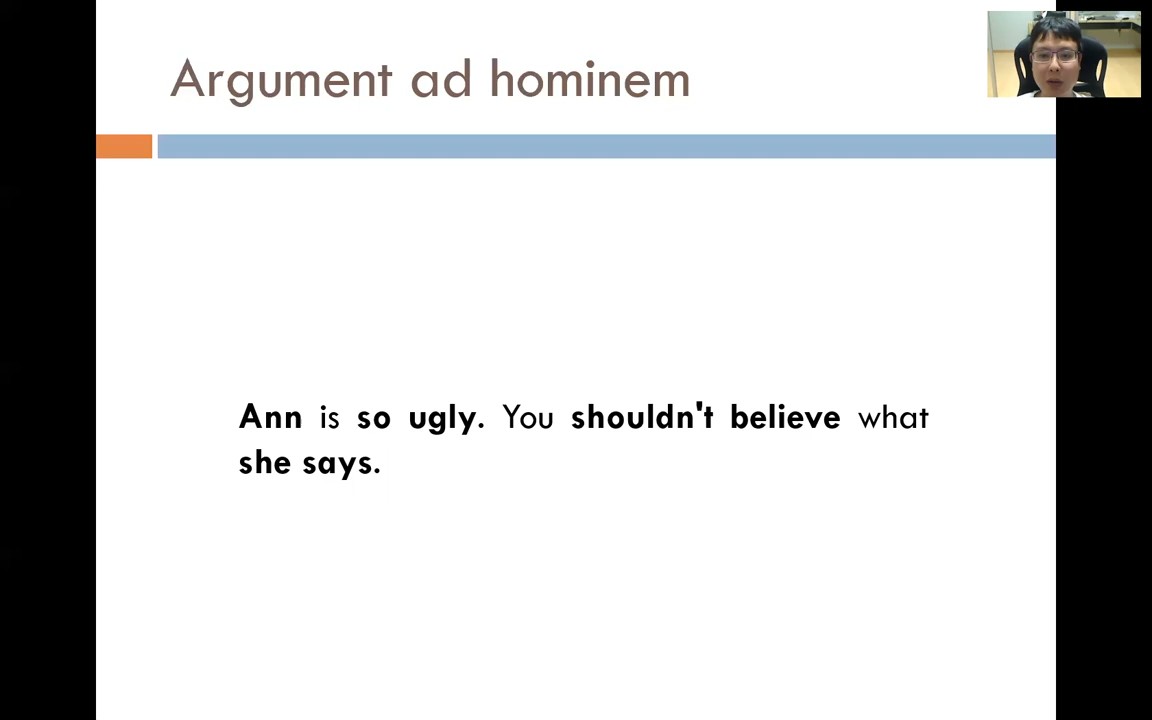 Argument ad hominem
Ann is so ugly. You shouldn't believe what
she says.